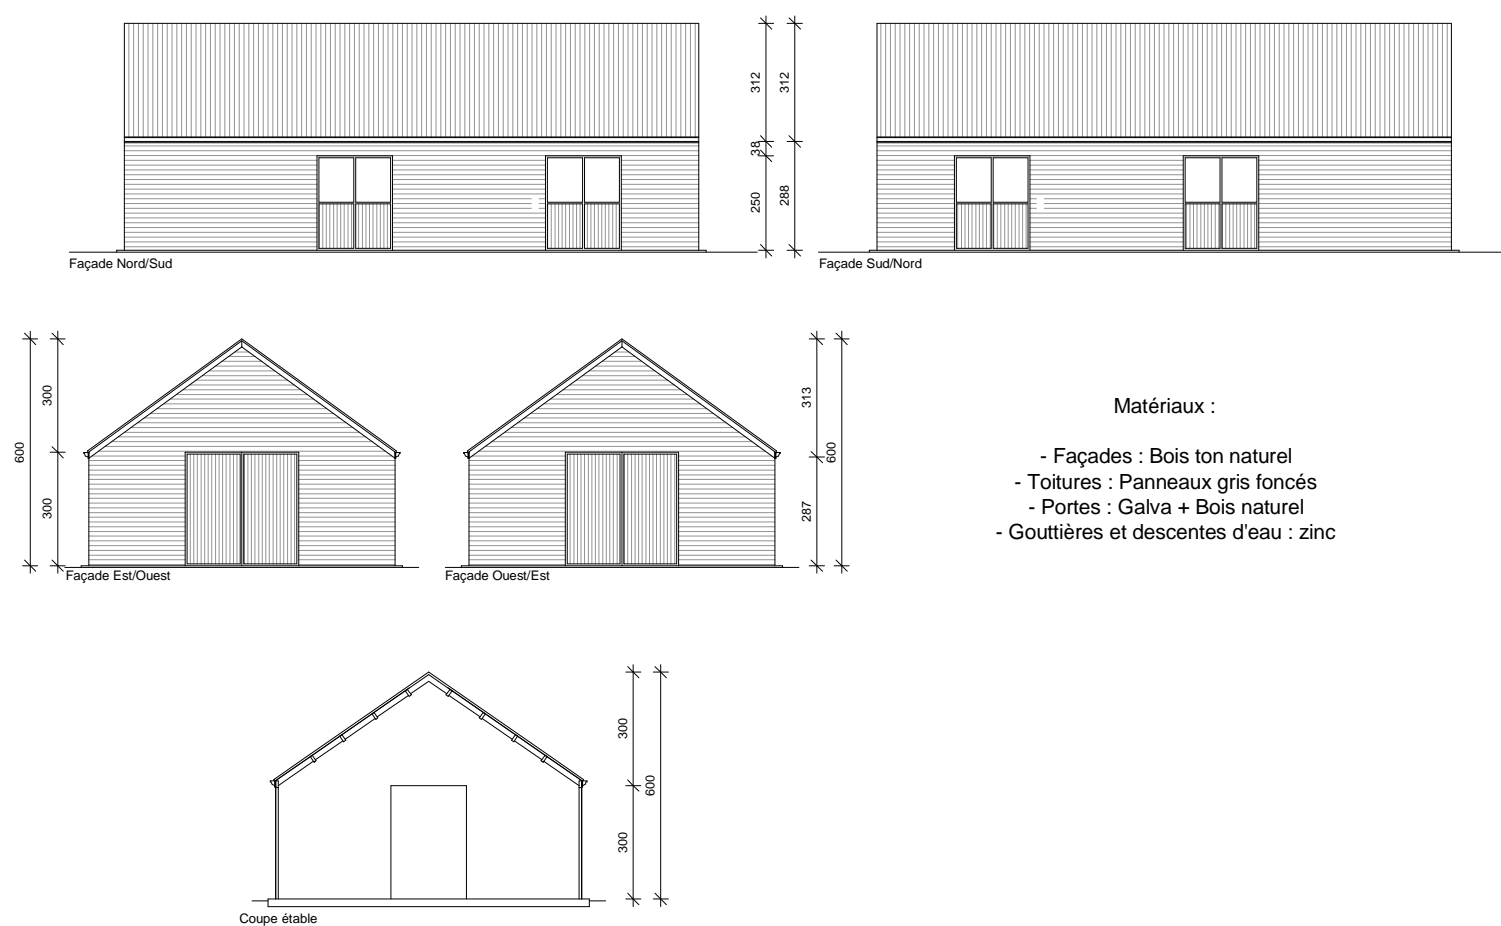 312
312
38
250
288
Façade Nord/Sud
Façade Sud/Nord
600
300
300
Façade Est/Ouest
Façade Ouest/Est
313
600
287
Matériaux :
- Façades : Bois ton naturel
- Toitures : Panneaux gris foncés
- Portes : Galva + Bois naturel
- Gouttières et descentes d'eau : zinc
300
600
300
Coupe étable